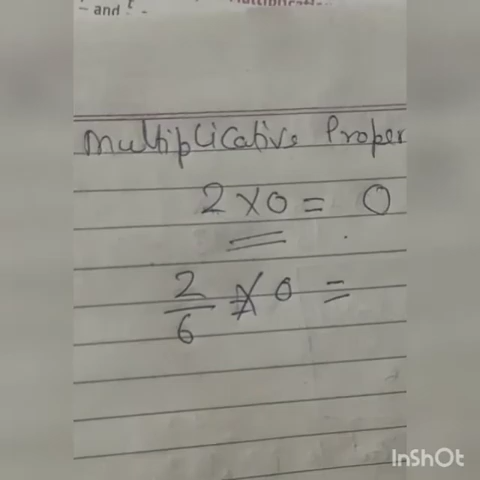 and
Multiplicative Proper
2 × 0 = 0
2/6 × 0 =
InShOt